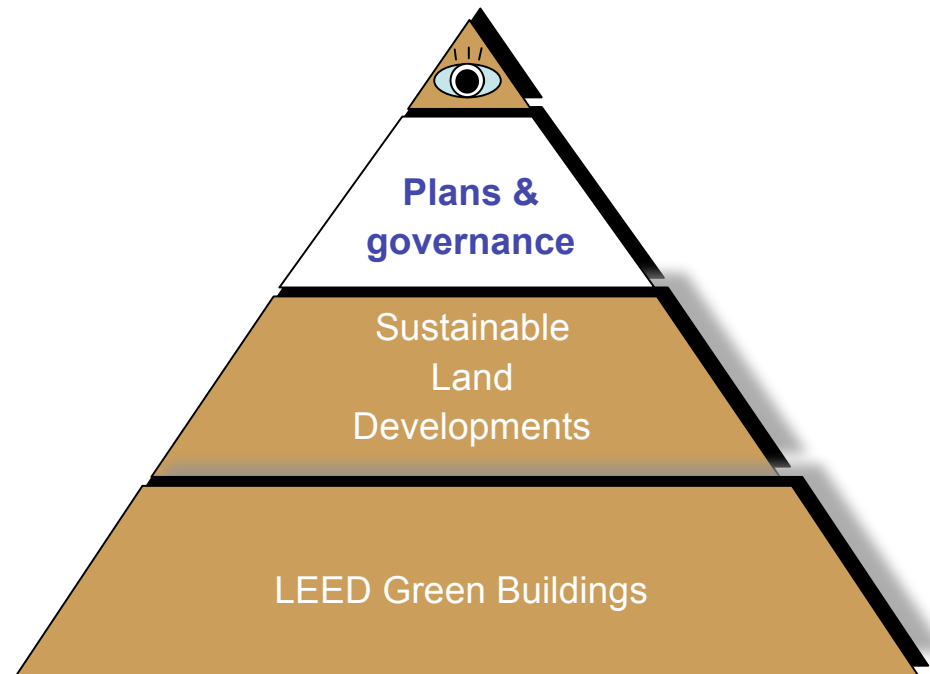 Plans &
governance
Sustainable
Land
Developments
LEED Green Buildings